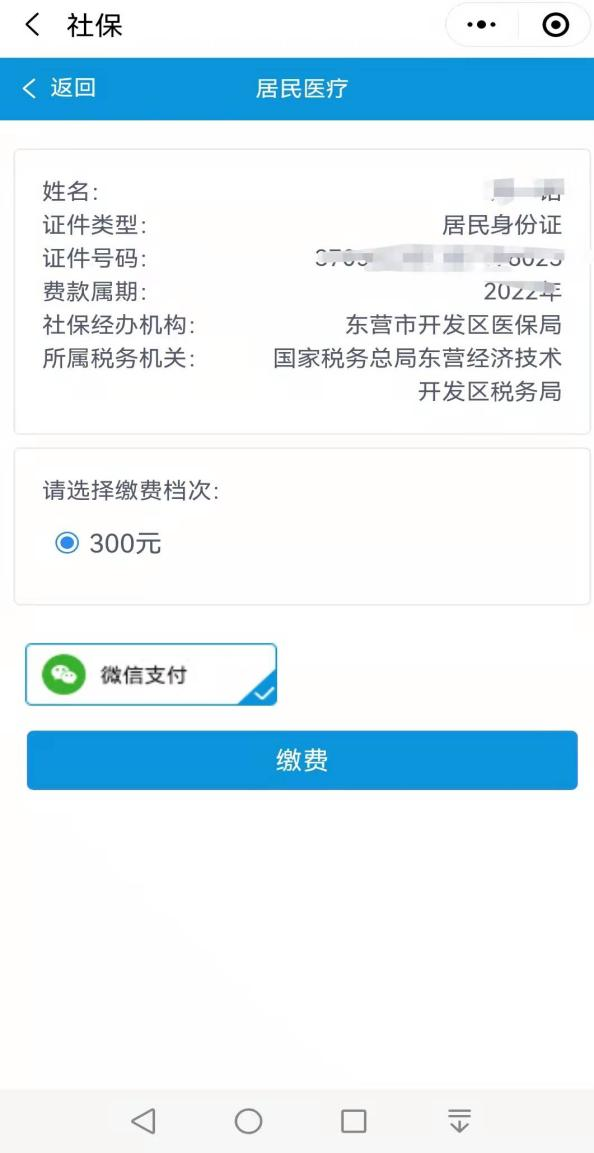 社保
返回
居民医疗
姓名:
证件类型: 居民身份证
证件号码:
费款属期: 2022年
社保经办机构: 东营市开发区医保局
所属税务机关: 国家税务总局东营经济技术
开发区税务局
请选择缴费档次:
300元
微信支付
缴费